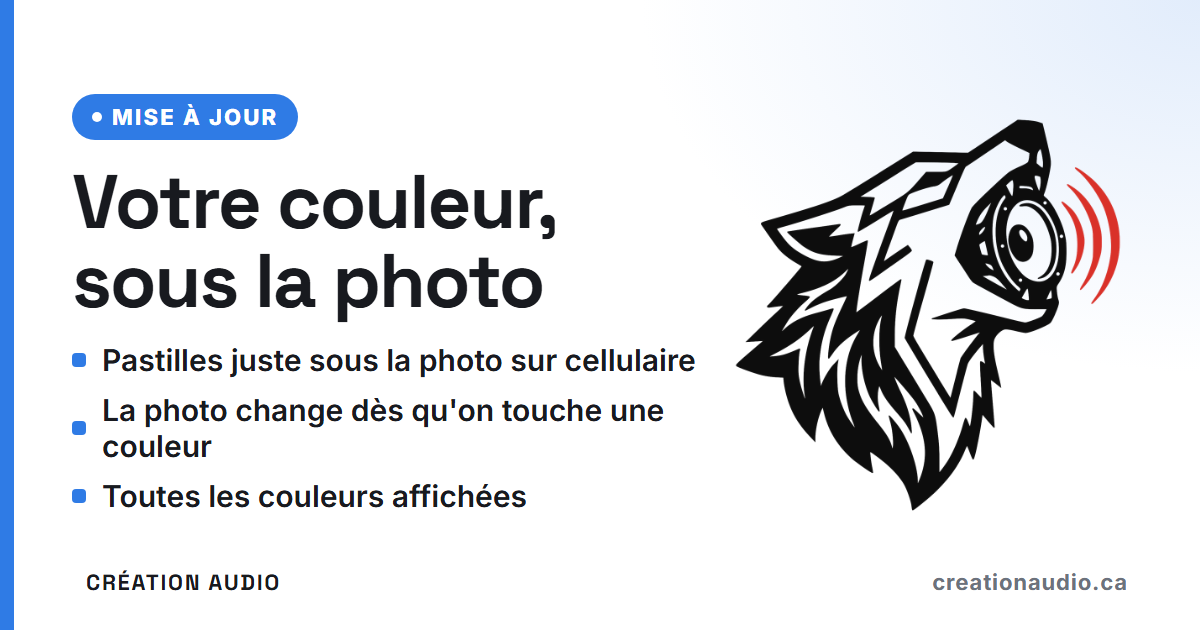 MISE À JOUR
Votre couleur,
sous la photo
Pastilles juste sous la photo sur cellulaire
La photo change dès qu'on touche une
couleur
Toutes les couleurs affichées
CRÉATION AUDIO
creationaudio.ca